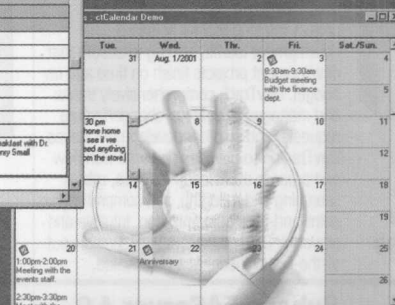 s : ctCalendar Demo
Tue. Wed. Thr. Fri. Sat./Sun.
31 Aug. 1/2001 2 3 4
8:30am-9:30am
Budget meeting
with the finance
dept.
5
30 pm
hone home
see if we
eed anything
om the store.)
8 9 10 11
12
eakfast with Dr.
nny Small
14 15 16 17 18
19
20 21 22 23 24 25
1:00pm-2:00pm
Meeting with the
events staff.
Anniversary
26
2:30pm-3:30pm